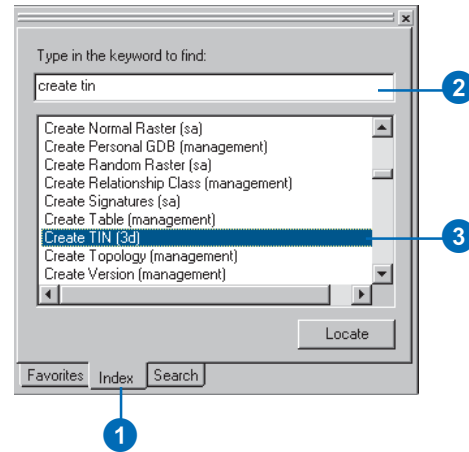 Type in the keyword to find:
create tin
2
Create Normal Raster (sa)
Create Personal GDB (management)
Create Random Raster (sa)
Create Relationship Class (management)
Create Signatures (sa)
Create Table (management)
Create TIN (3d)
3
Create Topology (management)
Create Version (management)
Locate
Favorites Index Search
1